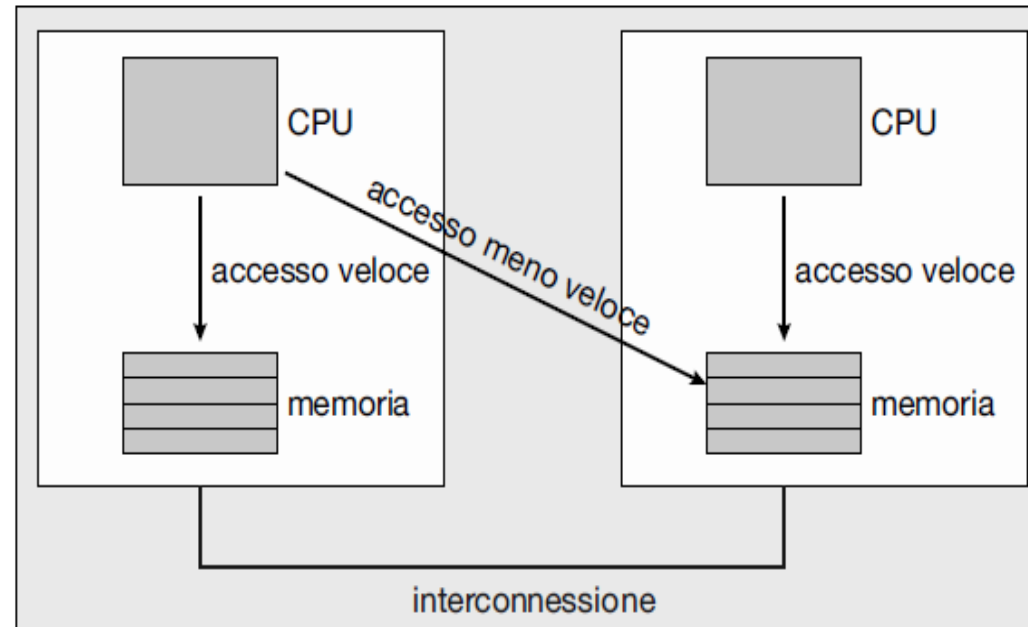 CPU
CPU
accesso meno veloce
accesso veloce
accesso veloce
memoria
memoria
interconnessione